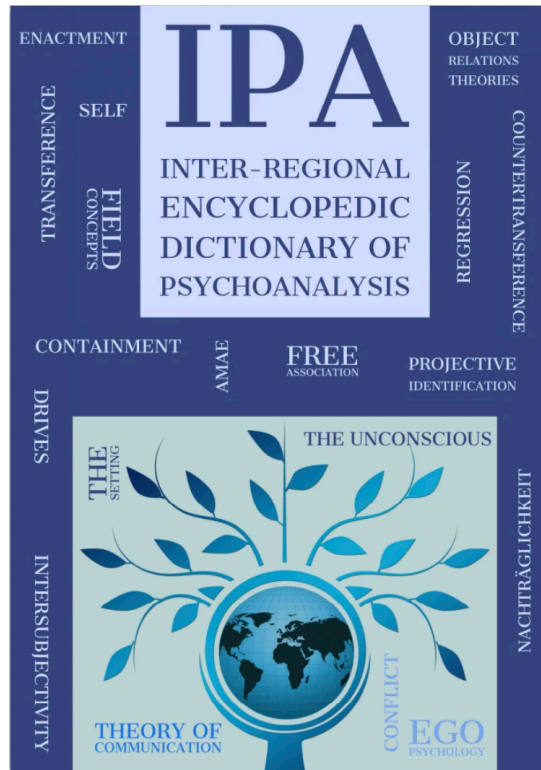 IPA
INTER-REGIONAL
ENCYCLOPEDIC
DICTIONARY OF
PSYCHOANALYSIS
ENACTMENT
OBJECT
RELATIONS
THEORIES
TRANSFERENCE
SELF
FIELD
CONCEPTS
REGRESSION
COUNTERTRANSFERENCE
CONTAINMENT
AMAE
FREE
ASSOCIATION
PROJECTIVE
IDENTIFICATION
DRIVES
THE
SETTING
THE UNCONSCIOUS
NACHTRÄGLICHKEIT
INTERSUBJECTIVITY
THEORY OF
COMMUNICATION
CONFLICT
EGO
PSYCHOLOGY